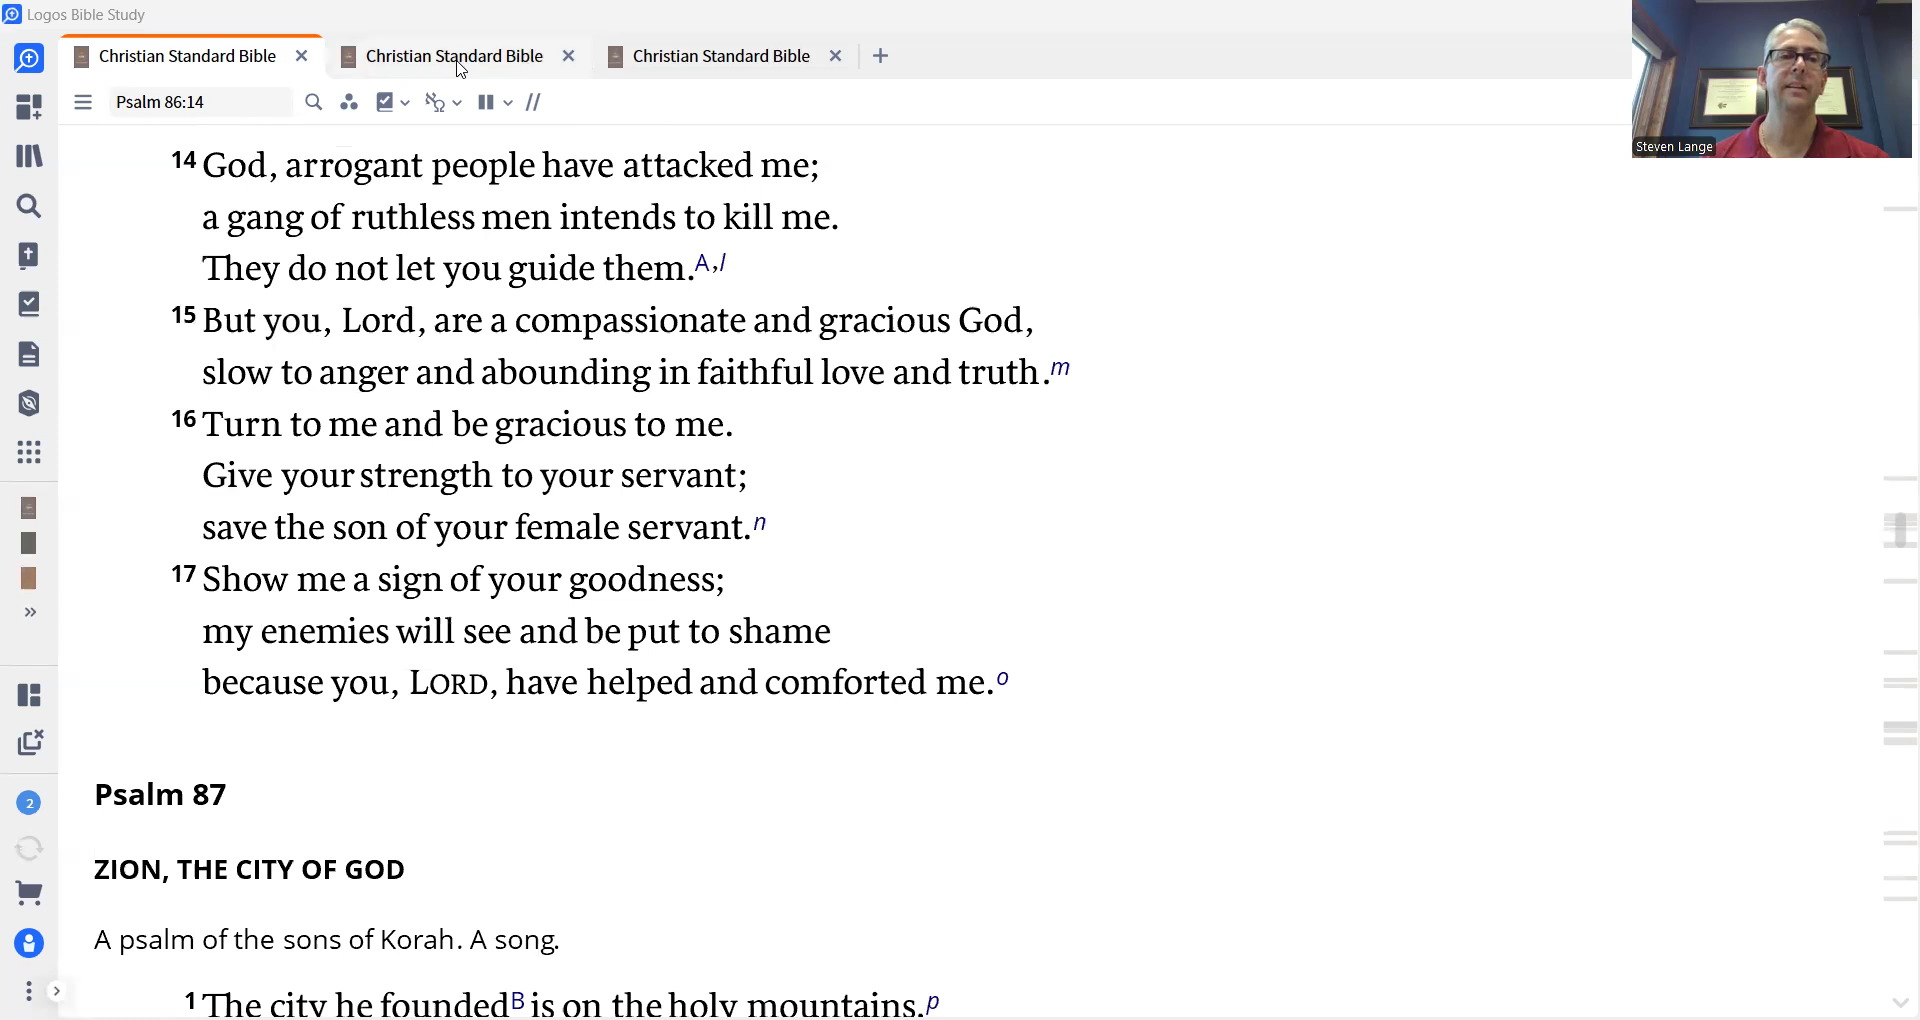 Logos Bible Study
Christian Standard Bible
Christian Standard Bible
Christian Standard Bible
Psalm 86:14
Steven Lange
14 God, arrogant people have attacked me;
a gang of ruthless men intends to kill me.
They do not let you guide them.A,l
15 But you, Lord, are a compassionate and gracious God,
slow to anger and abounding in faithful love and truth.m
16 Turn to me and be gracious to me.
Give your strength to your servant;
save the son of your female servant.n
17 Show me a sign of your goodness;
my enemies will see and be put to shame
because you, LORD, have helped and comforted me.o
2
Psalm 87
ZION, THE CITY OF GOD
A psalm of the sons of Korah. A song.
1 The city he foundedB is on the holy mountains.p